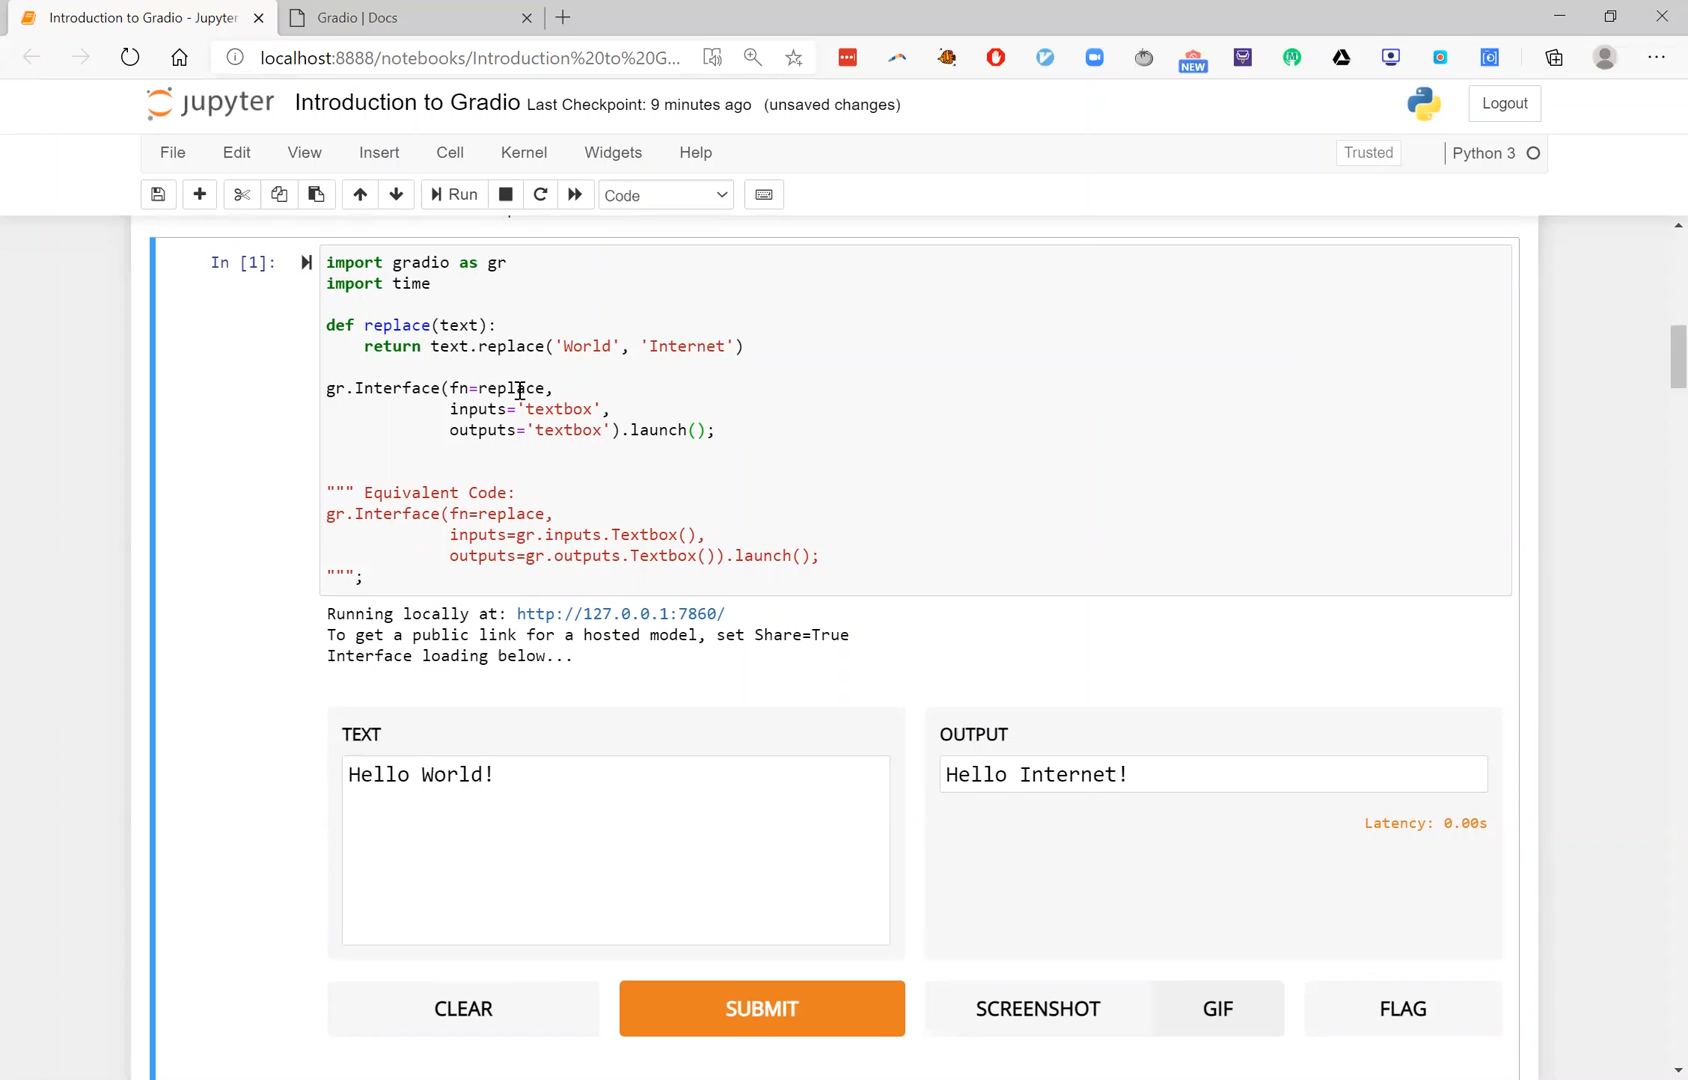 Introduction to Gradio - Jupyter
Gradio | Docs
localhost:8888/notebooks/Introduction%20to%20G...
NEW
jupyter Introduction to Gradio Last Checkpoint: 9 minutes ago (unsaved changes)
Logout
File Edit View Insert Cell Kernel Widgets Help
Trusted
Python 3
Run
Code
In [1]:
import gradio as gr
import time
def replace(text):
    return text.replace('World', 'Internet')
gr.Interface(fn=replace,
             inputs='textbox',
             outputs='textbox').launch();
""" Equivalent Code:
gr.Interface(fn=replace,
             inputs=gr.inputs.Textbox(),
             outputs=gr.outputs.Textbox()).launch();
""";
Running locally at: http://127.0.0.1:7860/
To get a public link for a hosted model, set Share=True
Interface loading below...
TEXT
Hello World!
OUTPUT
Hello Internet!
Latency: 0.00s
CLEAR
SUBMIT
SCREENSHOT
GIF
FLAG